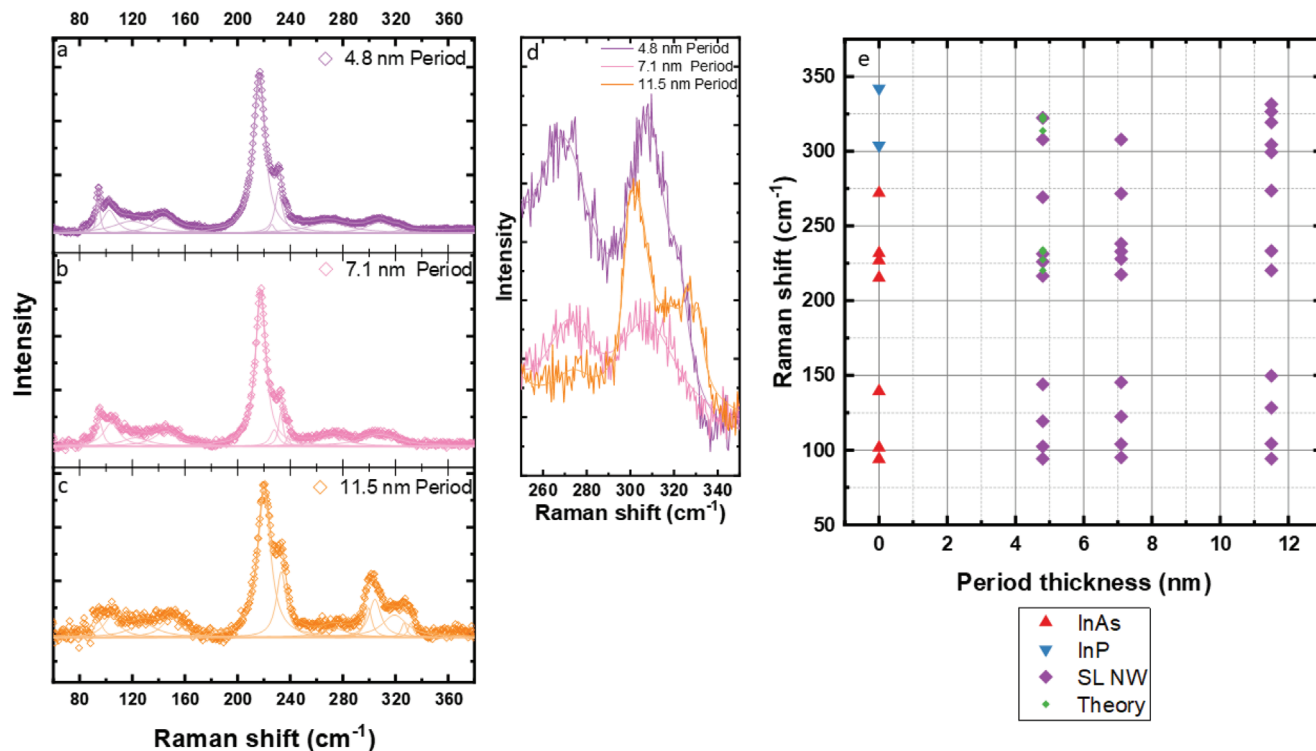 80 120 160 200 240 280 320 360
a
4.8 nm Period
b
7.1 nm Period
c
11.5 nm Period
Intensity
80 120 160 200 240 280 320 360
Raman shift (cm-1)
d
4.8 nm Period
7.1 nm Period
11.5 nm Period
Intensity
260 280 300 320 340
Raman shift (cm-1)
e
350
300
250
200
150
100
50
Raman shift (cm-1)
0 2 4 6 8 10 12
Period thickness (nm)
InAs
InP
SL NW
Theory